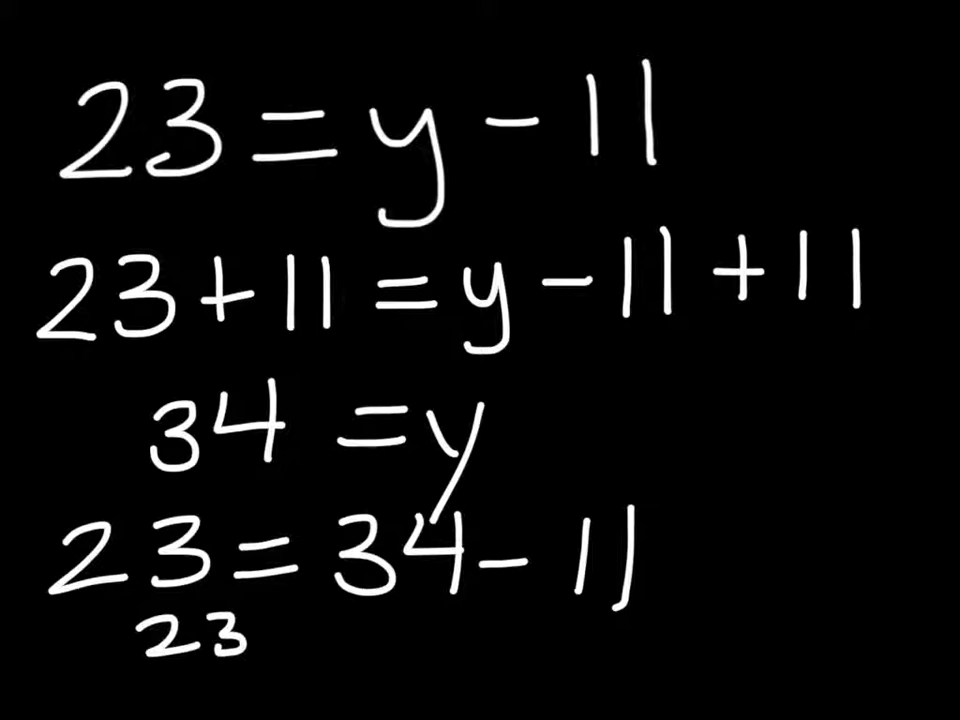 23 = y - 11
23 + 11 = y - 11 + 11
34 = y
23 = 34 - 11
23